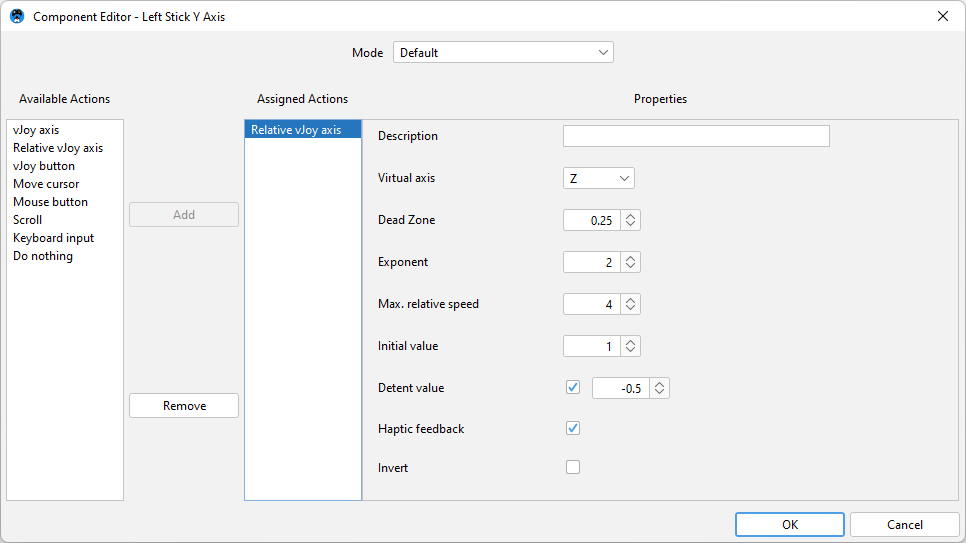 Component Editor - Left Stick Y Axis
Mode Default
Available Actions
Assigned Actions
Properties
vJoy axis
Relative vJoy axis
vJoy button
Move cursor
Mouse button
Scroll
Keyboard input
Do nothing
Add
Remove
Relative vJoy axis
Description
Virtual axis Z
Dead Zone 0.25
Exponent 2
Max. relative speed 4
Initial value 1
Detent value -0.5
Haptic feedback
Invert
OK
Cancel